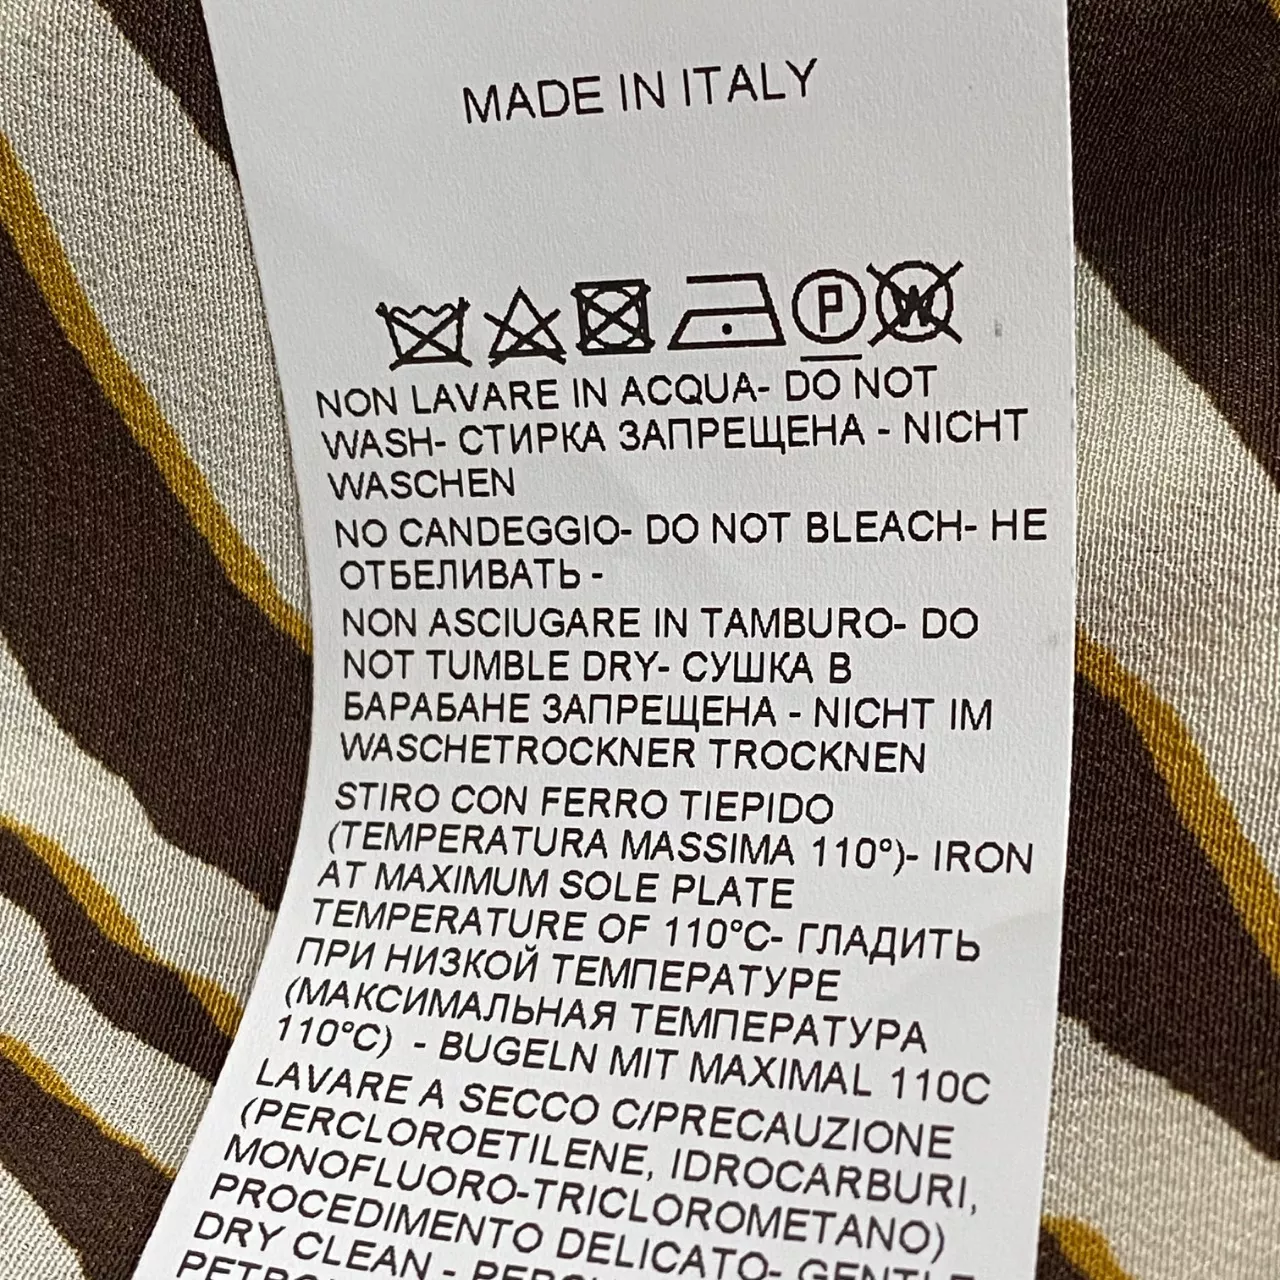 MADE IN ITALY
P W
NON LAVARE IN ACQUA- DO NOT
WASH- СТИРКА ЗАПРЕЩЕНА - NICHT
WASCHEN
NO CANDEGGIO- DO NOT BLEACH- НЕ
ОТБЕЛИВАТЬ -
NON ASCIUGARE IN TAMBURO- DO
NOT TUMBLE DRY- СУШКА В
БАРАБАНЕ ЗАПРЕЩЕНА - NICHT IM
WASCHETROCKNER TROCKNEN
STIRO CON FERRO TIEPIDO
(TEMPERATURA MASSIMA 110°)- IRON
AT MAXIMUM SOLE PLATE
TEMPERATURE OF 110°C- ГЛАДИТЬ
ПРИ НИЗКОЙ ТЕМПЕРАТУРЕ
(МАКСИМАЛЬНАЯ ТЕМПЕРАТУРА
110°C) - BUGELN MIT MAXIMAL 110C
LAVARE A SECCO C/PRECAUZIONE
(PERCLOROETILENE, IDROCARBURI,
MONOFLUORO-TRICLOROMETANO)
PROCEDIMENTO DELICATO- GENTLE
DRY CLEAN -